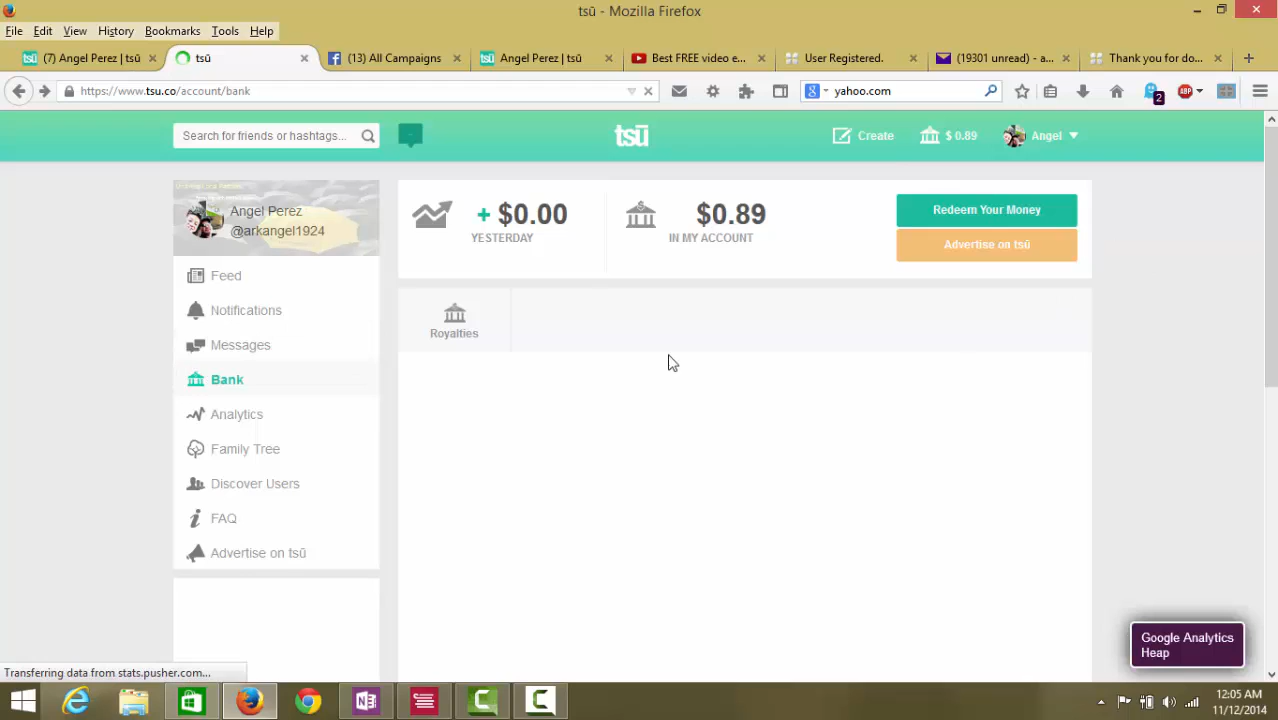 tsū - Mozilla Firefox
File Edit View History Bookmarks Tools Help
(7) Angel Perez | tsū
tsū
(13) All Campaigns
Angel Perez | tsū
Best FREE video e...
User Registered.
(19301 unread) - a...
Thank you for do...
https://www.tsu.co/account/bank
yahoo.com
2
Search for friends or hashtags...
tsū
Create
$ 0.89
Angel
Angel Perez
@arkangel1924
Feed
Notifications
Messages
Bank
Analytics
Family Tree
Discover Users
FAQ
Advertise on tsū
+ $0.00
YESTERDAY
$0.89
IN MY ACCOUNT
Redeem Your Money
Advertise on tsū
Royalties
Google Analytics
Heap
Transferring data from stats.pusher.com...
12:05 AM
11/12/2014